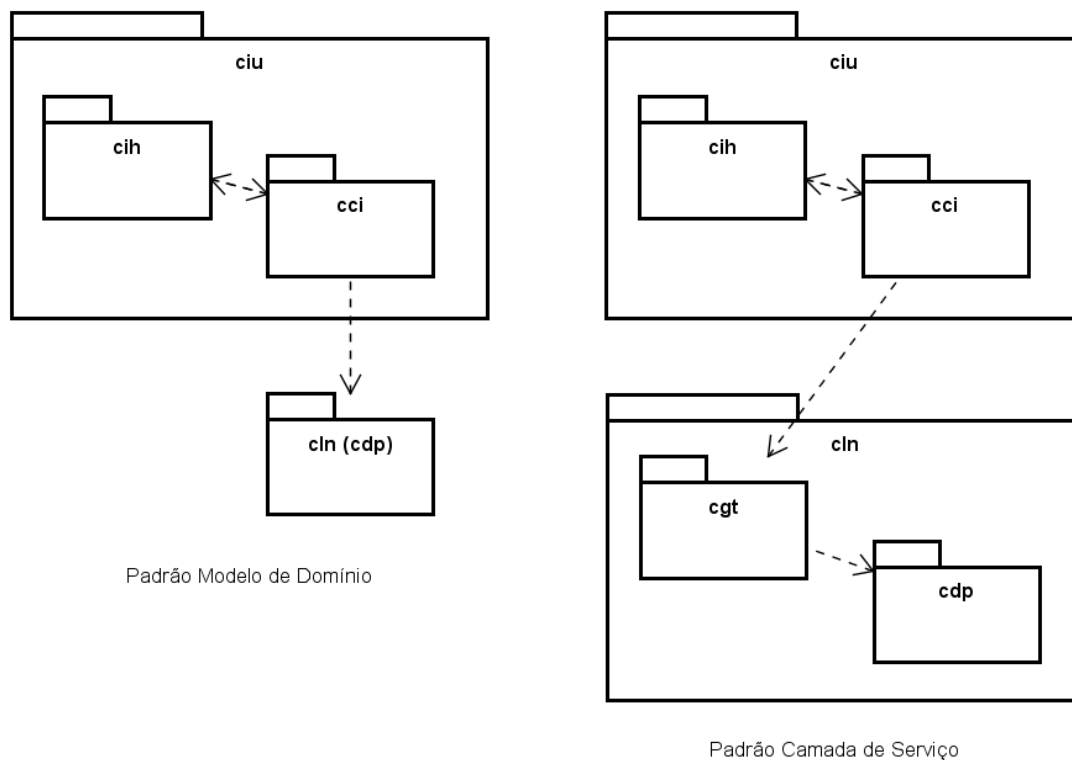 ciu
cih
cci
cln (cdp)
Padrão Modelo de Domínio
ciu
cih
cci
cln
cgt
cdp
Padrão Camada de Serviço